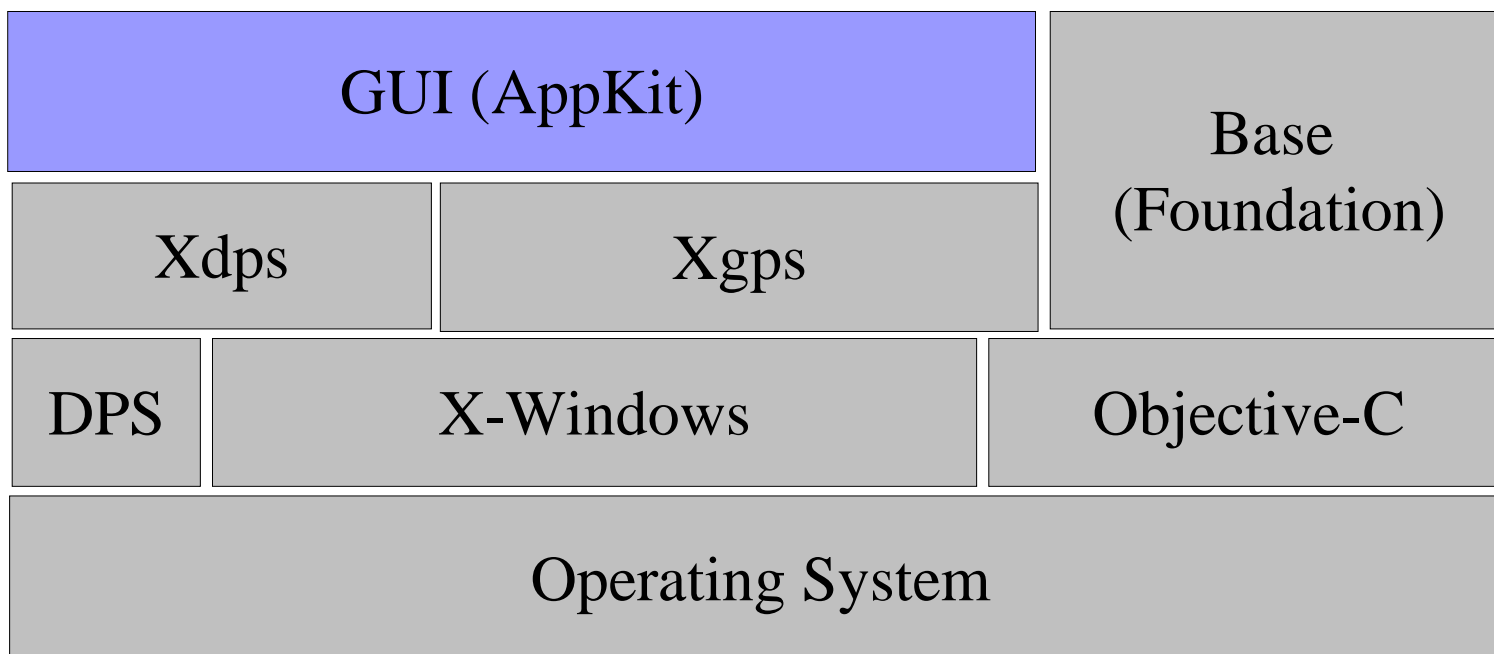 GUI (AppKit)
Base
(Foundation)
Xdps
Xgps
DPS
X-Windows
Objective-C
Operating System